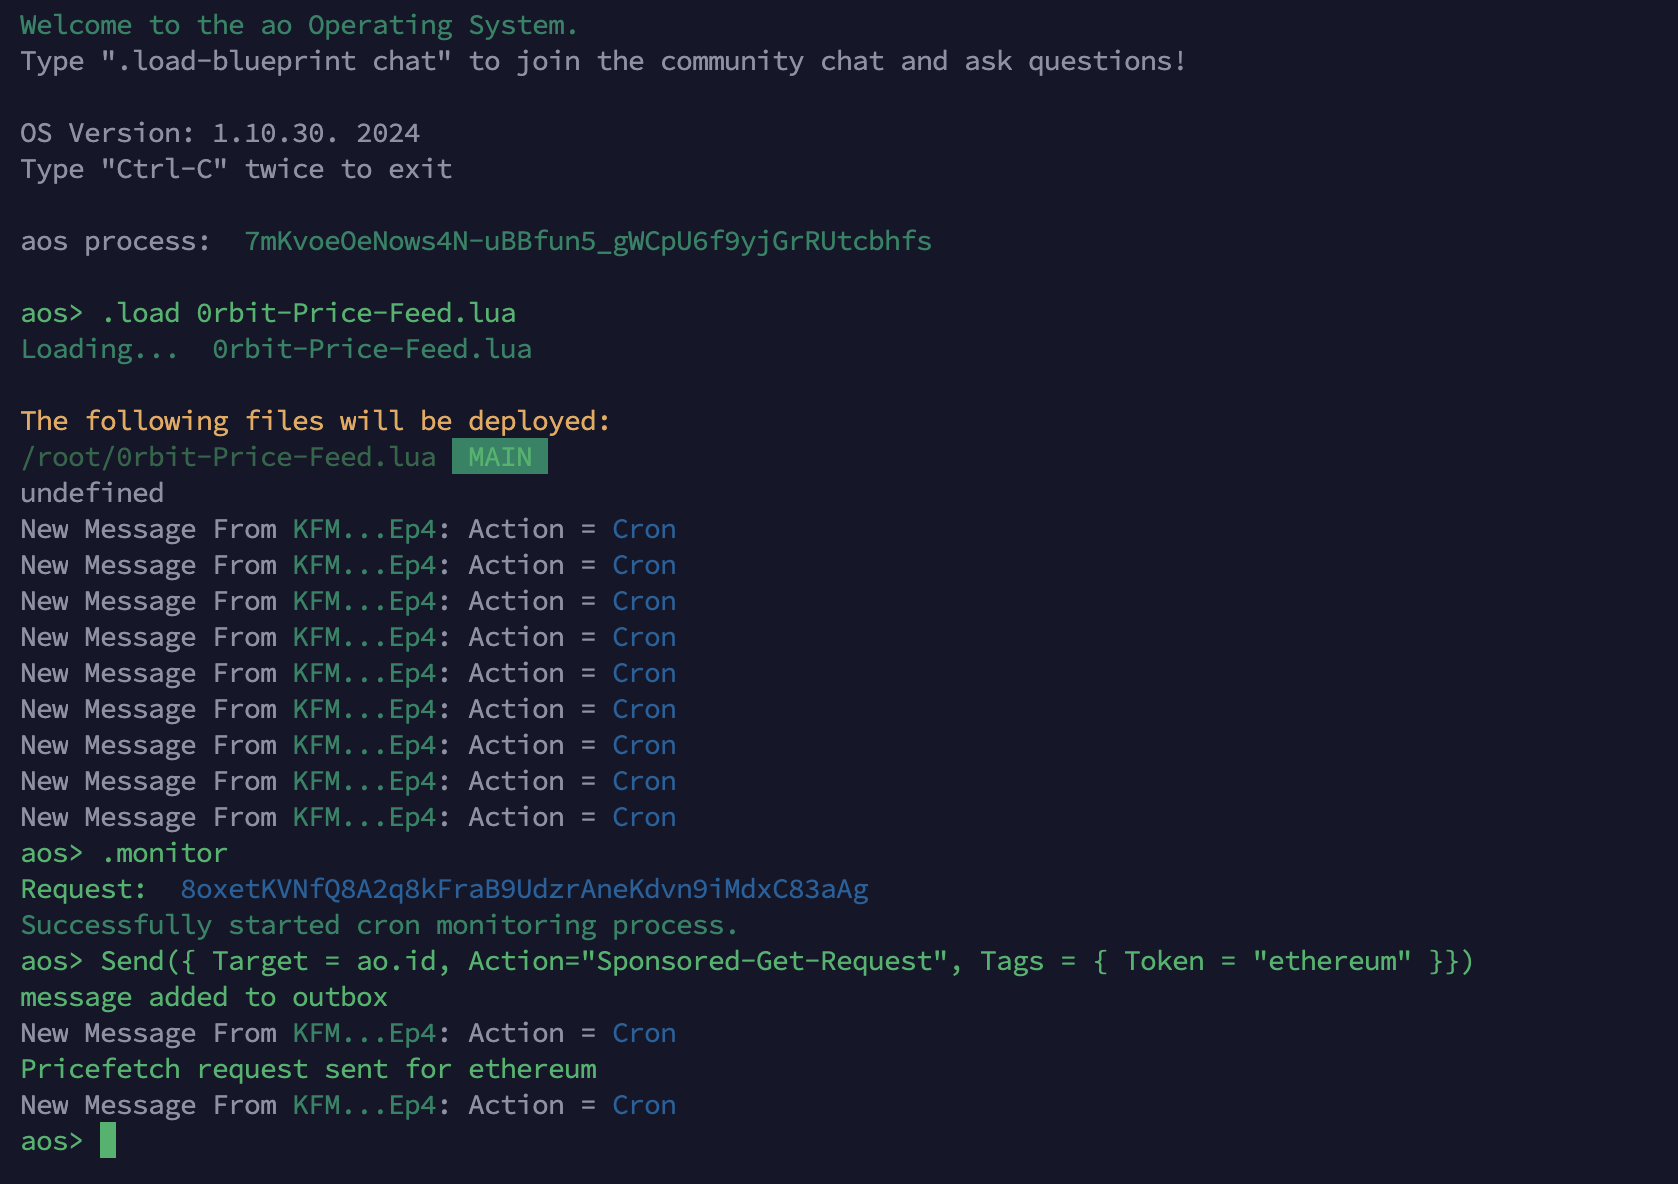 Welcome to the ao Operating System.
Type ".load-blueprint chat" to join the community chat and ask questions!
OS Version: 1.10.30. 2024
Type "Ctrl-C" twice to exit
aos process:  7mKvoeOeNows4N-uBBfun5_gWCpU6f9yjGrRUtcbhfs
aos> .load 0rbit-Price-Feed.lua
Loading...  0rbit-Price-Feed.lua
The following files will be deployed:
/root/0rbit-Price-Feed.lua MAIN
undefined
New Message From KFM...Ep4: Action = Cron
New Message From KFM...Ep4: Action = Cron
New Message From KFM...Ep4: Action = Cron
New Message From KFM...Ep4: Action = Cron
New Message From KFM...Ep4: Action = Cron
New Message From KFM...Ep4: Action = Cron
New Message From KFM...Ep4: Action = Cron
New Message From KFM...Ep4: Action = Cron
New Message From KFM...Ep4: Action = Cron
aos> .monitor
Request:  8oxetKVNfQ8A2q8kFraB9UdzrAneKdvn9iMdxC83aAg
Successfully started cron monitoring process.
aos> Send({ Target = ao.id, Action="Sponsored-Get-Request", Tags = { Token = "ethereum" }})
message added to outbox
New Message From KFM...Ep4: Action = Cron
Pricefetch request sent for ethereum
New Message From KFM...Ep4: Action = Cron
aos>